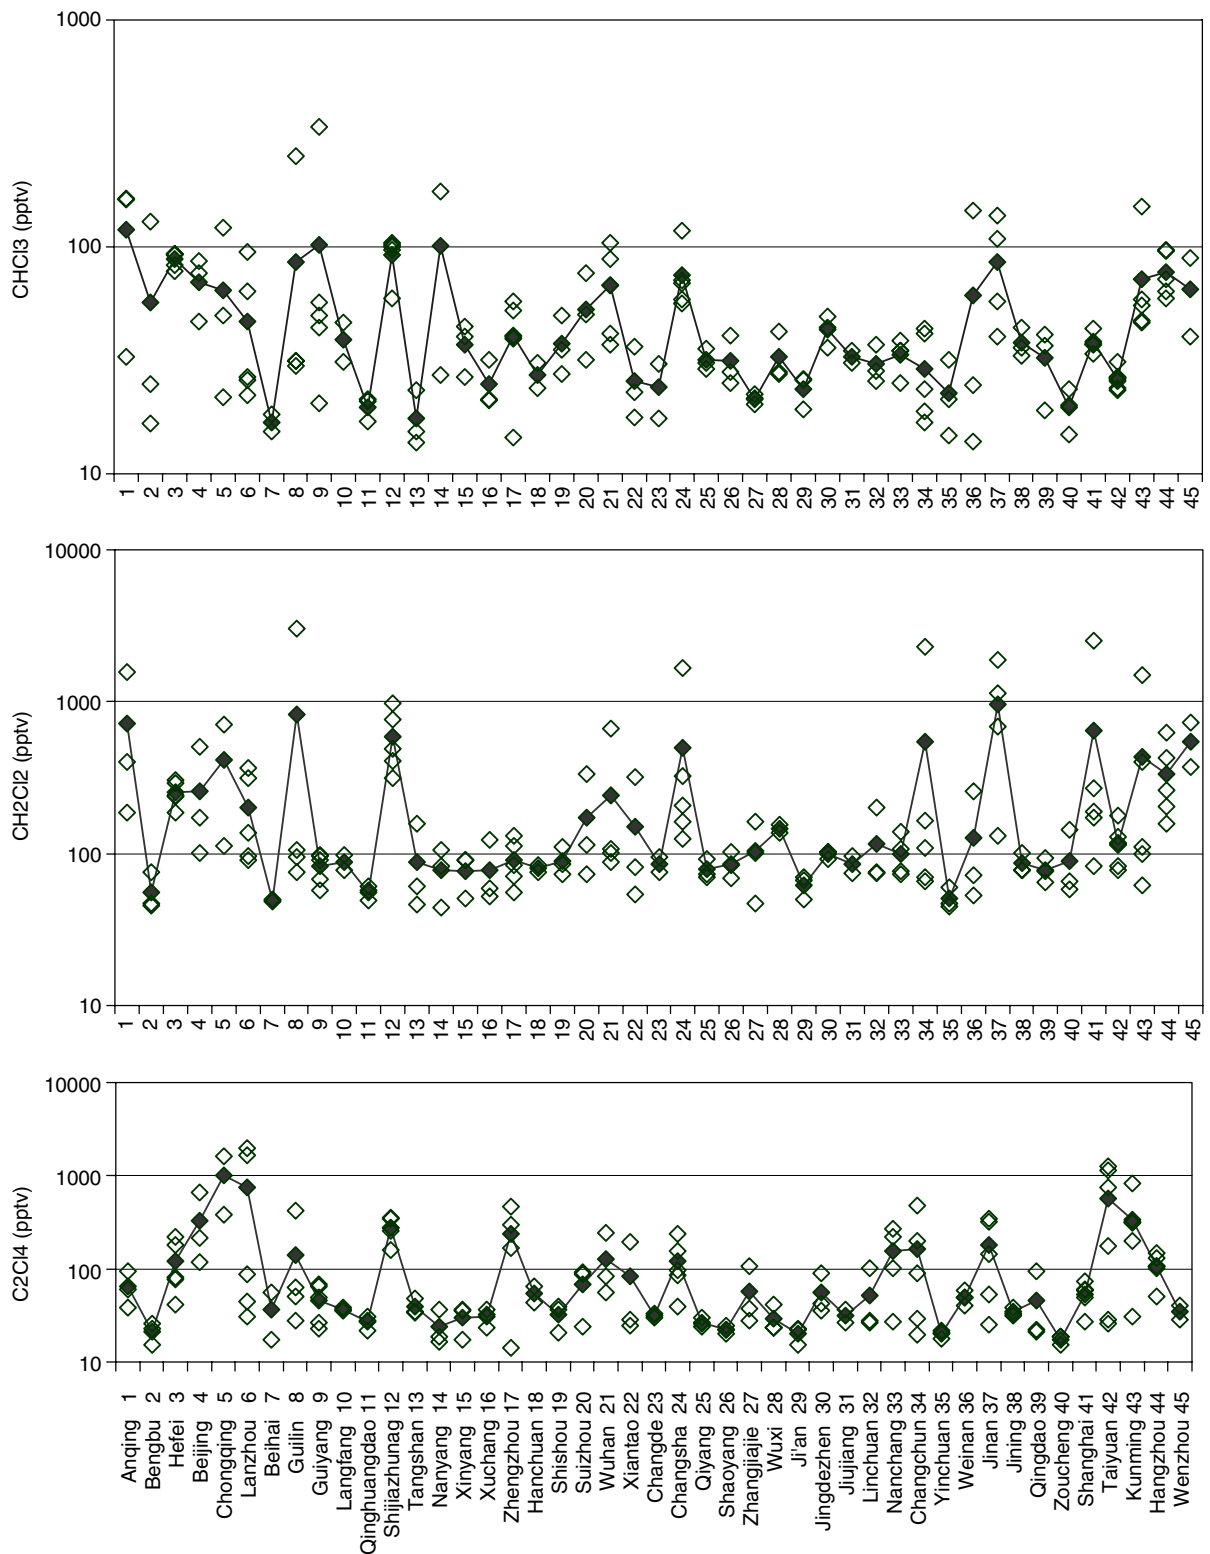 1000
100
10
CHCl3 (pptv)
1 2 3 4 5 6 7 8 9 10 11 12 13 14 15 16 17 18 19 20 21 22 23 24 25 26 27 28 29 30 31 32 33 34 35 36 37 38 39 40 41 42 43 44 45
10000
1000
100
10
CH2Cl2 (pptv)
1 2 3 4 5 6 7 8 9 10 11 12 13 14 15 16 17 18 19 20 21 22 23 24 25 26 27 28 29 30 31 32 33 34 35 36 37 38 39 40 41 42 43 44 45
10000
1000
100
10
C2Cl4 (pptv)
Anqing 1
Bengbu 2
Hefei 3
Beijing 4
Chongqing 5
Lanzhou 6
Beihai 7
Guilin 8
Guiyang 9
Langfang 10
Qinghuangdao 11
Shijiazhunag 12
Tangshan 13
Nanyang 14
Xinyang 15
Xuchang 16
Zhengzhou 17
Hanchuan 18
Shishou 19
Suizhou 20
Wuhan 21
Xiantao 22
Changde 23
Changsha 24
Qiyang 25
Shaoyang 26
Zhangjiajie 27
Wuxi 28
Ji'an 29
Jingdezhen 30
Jiujiang 31
Linchuan 32
Nanchang 33
Changchun 34
Yinchuan 35
Weinan 36
Jinan 37
Jining 38
Qingdao 39
Zoucheng 40
Shanghai 41
Taiyuan 42
Kunming 43
Hangzhou 44
Wenzhou 45